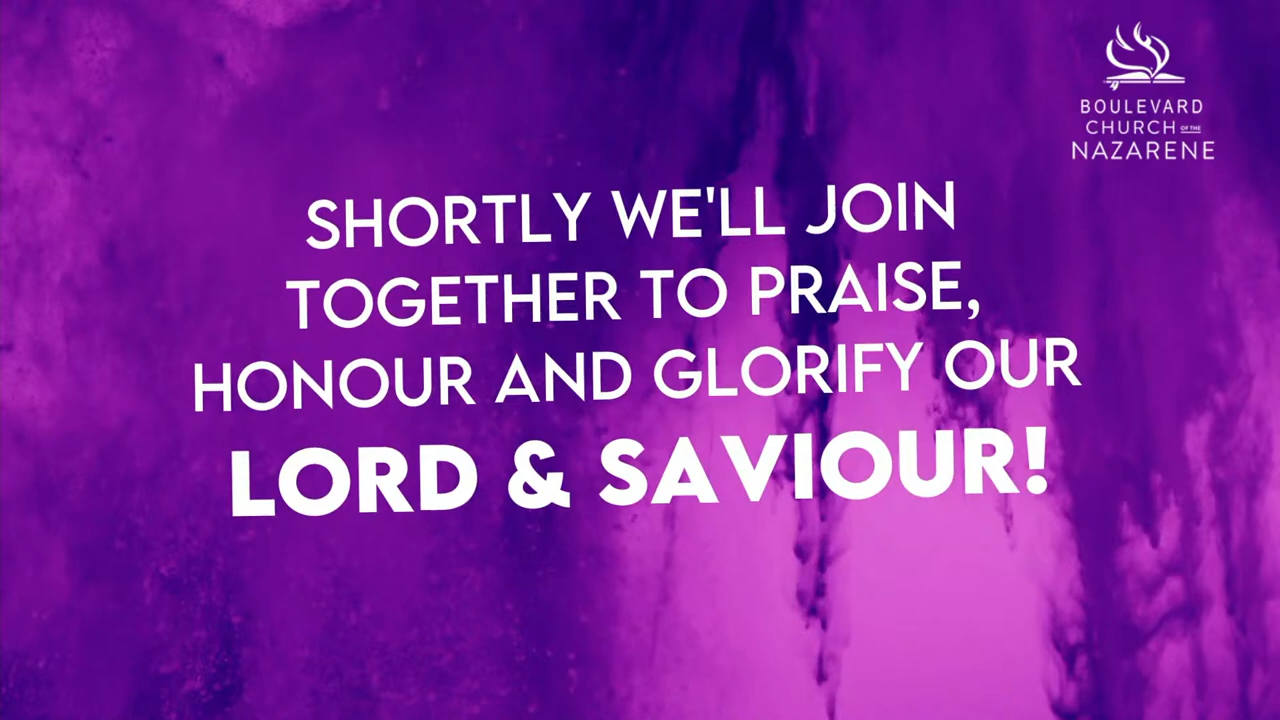 BOULEVARD
CHURCH OF THE
NAZARENE
SHORTLY WE'LL JOIN
TOGETHER TO PRAISE,
HONOUR AND GLORIFY OUR
LORD & SAVIOUR!